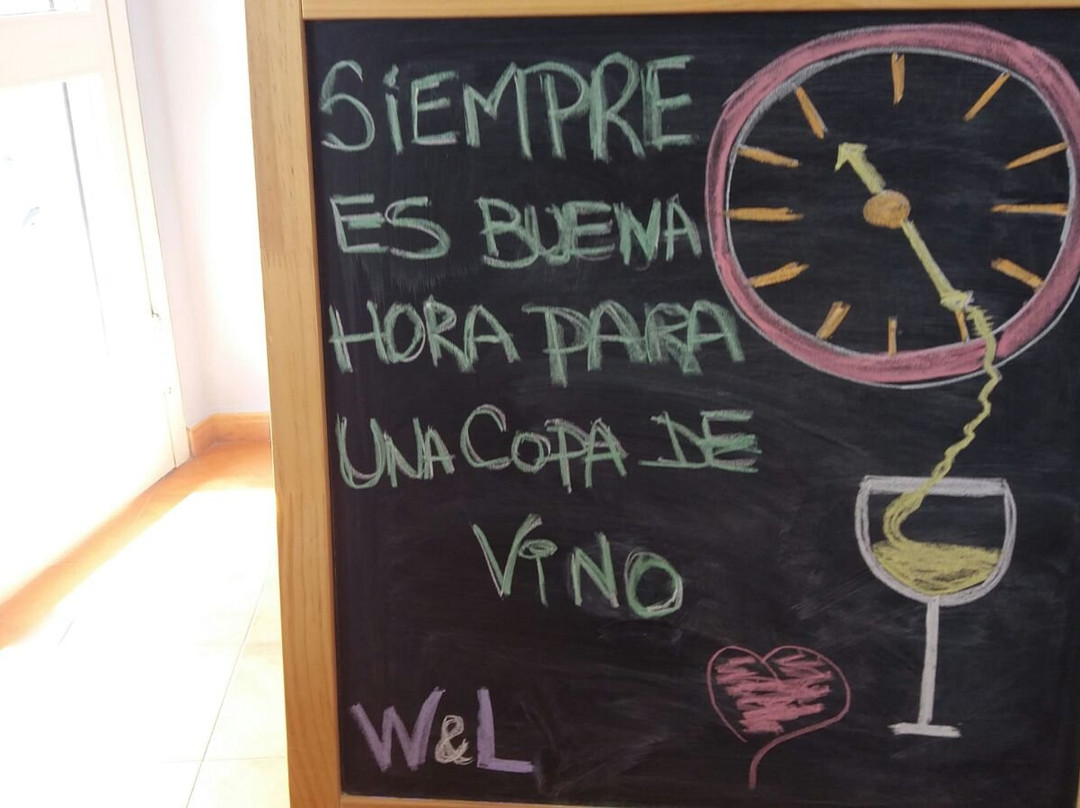 SiEMPRE
ES BUENA
HORA PARA
UNA COPA DE
ViNO
W&L